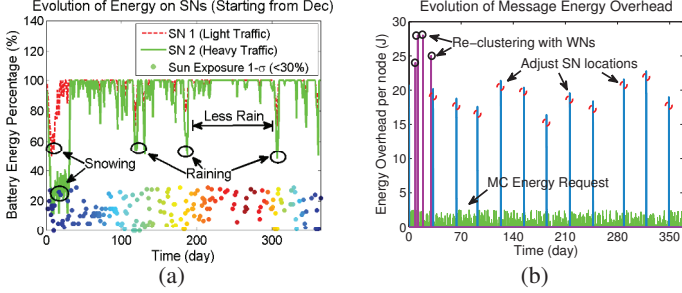 Evolution of Energy on SNs (Starting from Dec)
Battery Energy Percentage (%)
140
120
100
80
60
40
20
0
SN 1 (Light Traffic)
SN 2 (Heavy Traffic)
Sun Exposure 1-σ (<30%)
Less Rain
Snowing
Raining
0 100 200 300
Time (day)
(a)
Evolution of Message Energy Overhead
Energy Overhead per node (J)
30
25
20
15
10
5
0
Re-clustering with WNs
Adjust SN locations
MC Energy Request
0 70 140 210 280 350
Time (day)
(b)